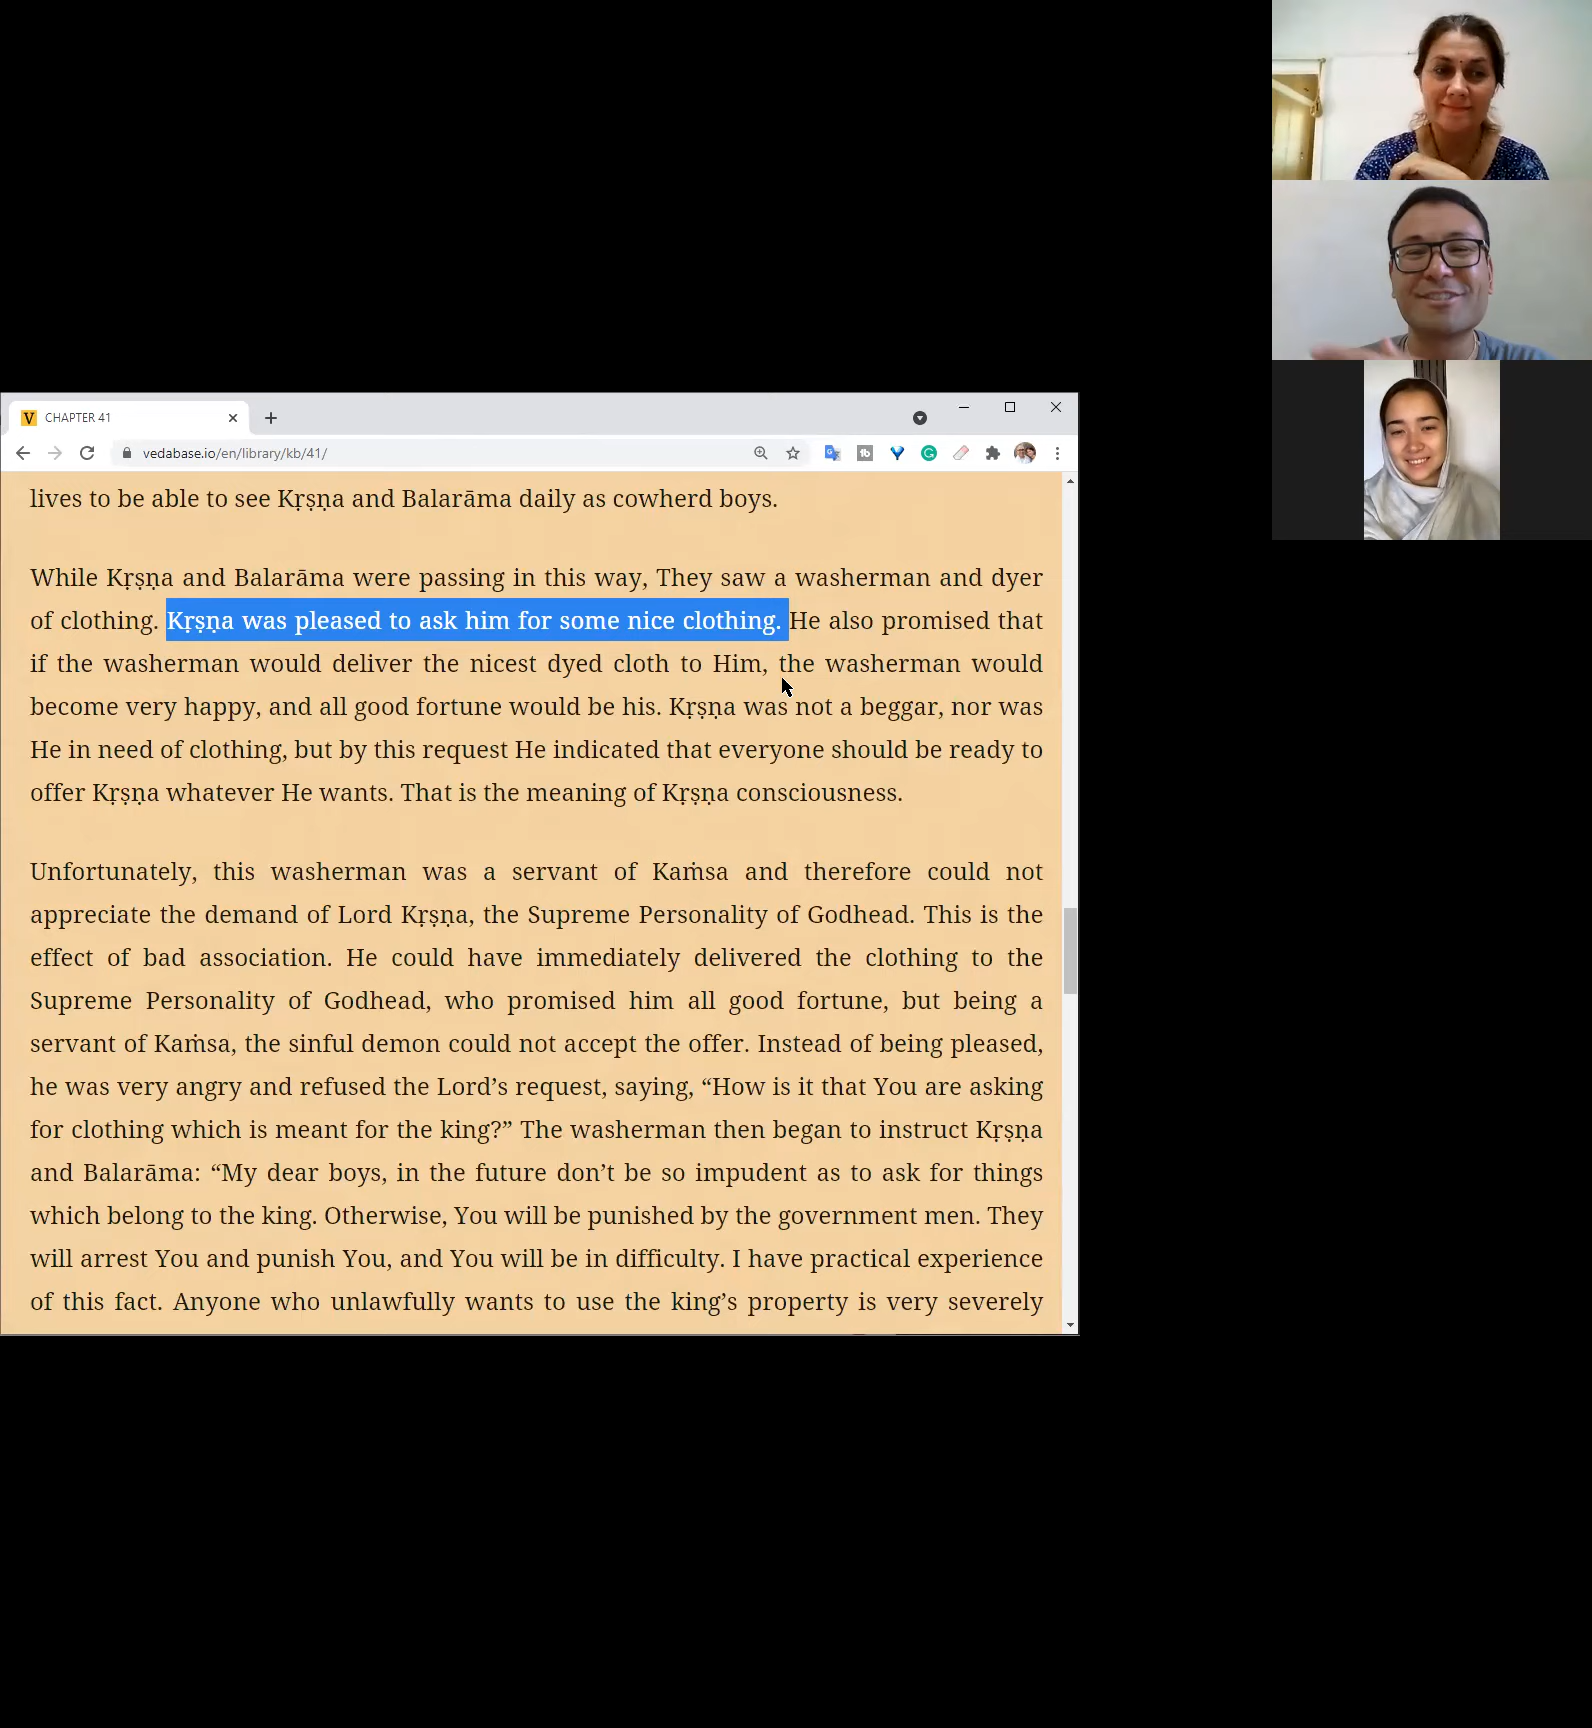 CHAPTER 41
vedabase.io/en/library/kb/41/
lives to be able to see Kṛṣṇa and Balarāma daily as cowherd boys.
While Kṛṣṇa and Balarāma were passing in this way, They saw a washerman and dyer
of clothing. Kṛṣṇa was pleased to ask him for some nice clothing. He also promised that
if the washerman would deliver the nicest dyed cloth to Him, the washerman would
become very happy, and all good fortune would be his. Kṛṣṇa was not a beggar, nor was
He in need of clothing, but by this request He indicated that everyone should be ready to
offer Kṛṣṇa whatever He wants. That is the meaning of Kṛṣṇa consciousness.
Unfortunately, this washerman was a servant of Kaṁsa and therefore could not
appreciate the demand of Lord Kṛṣṇa, the Supreme Personality of Godhead. This is the
effect of bad association. He could have immediately delivered the clothing to the
Supreme Personality of Godhead, who promised him all good fortune, but being a
servant of Kaṁsa, the sinful demon could not accept the offer. Instead of being pleased,
he was very angry and refused the Lord’s request, saying, “How is it that You are asking
for clothing which is meant for the king?” The washerman then began to instruct Kṛṣṇa
and Balarāma: “My dear boys, in the future don’t be so impudent as to ask for things
which belong to the king. Otherwise, You will be punished by the government men. They
will arrest You and punish You, and You will be in difficulty. I have practical experience
of this fact. Anyone who unlawfully wants to use the king’s property is very severely